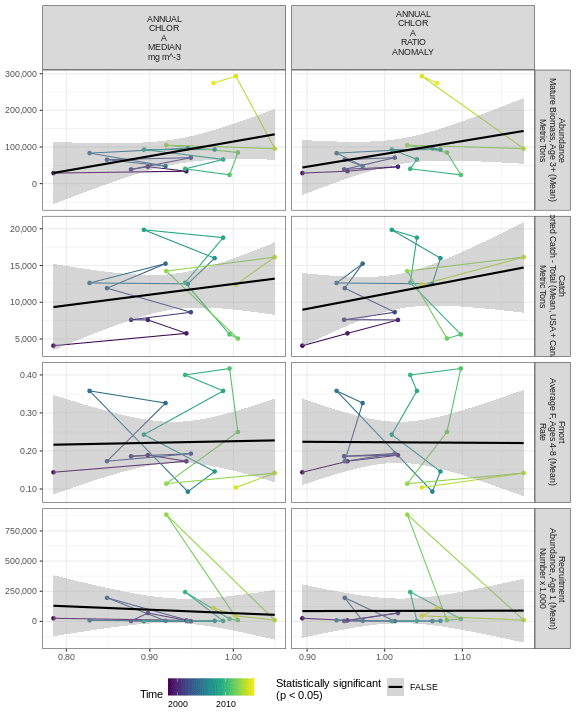 ANNUAL
CHLOR
A
MEDIAN
mg m^-3
ANNUAL
CHLOR
A
RATIO
ANOMALY
300,000
200,000
100,000
0
Abundance
Mature Biomass, Age 3+ (Mean)
Metric Tons
20,000
15,000
10,000
5,000
Catch
rted Catch - Total (Mean, USA + Can
Metric Tons
0.40
0.30
0.20
0.10
Fmort
Average F, Ages 4-8 (Mean)
Rate
750,000
500,000
250,000
0
Recruitment
Abundance, Age 1 (Mean)
Number x 1,000
0.80
0.90
1.00
0.90
1.00
1.10
Time
2000
2010
Statistically significant
(p < 0.05)
FALSE